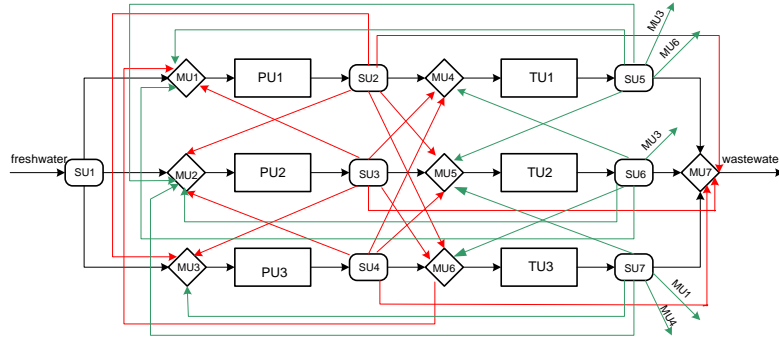 MU3
MU6
MU1
PU1
SU2
MU4
TU1
SU5
freshwater
SU1
MU2
PU2
SU3
MU5
TU2
SU6
MU3
MU7
wastewate
MU3
PU3
SU4
MU6
TU3
SU7
MU1
MU4